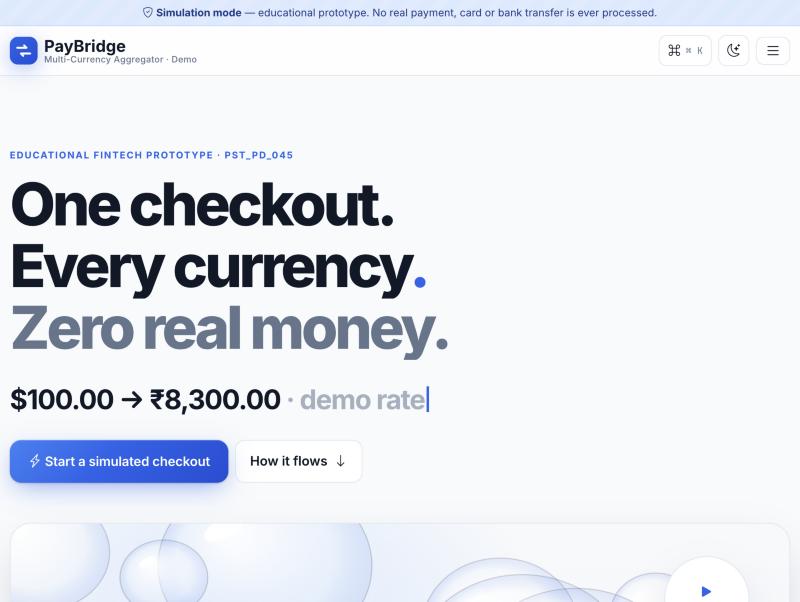 Simulation mode — educational prototype. No real payment, card or bank transfer is ever processed.
PayBridge
Multi-Currency Aggregator · Demo
⌘ K
EDUCATIONAL FINTECH PROTOTYPE · PST_PD_045
One checkout.
Every currency.
Zero real money.
$100.00 → ₹8,300.00 · demo rate
Start a simulated checkout
How it flows ↓